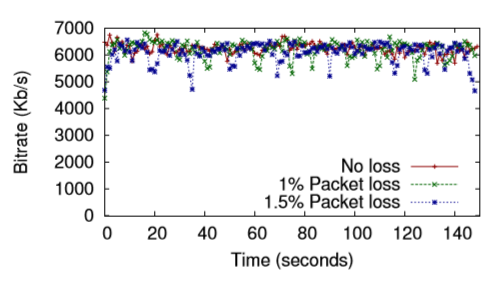 7000
6000
5000
4000
3000
2000
1000
0
Bitrate (Kb/s)
No loss
1% Packet loss
1.5% Packet loss
0 20 40 60 80 100 120 140
Time (seconds)